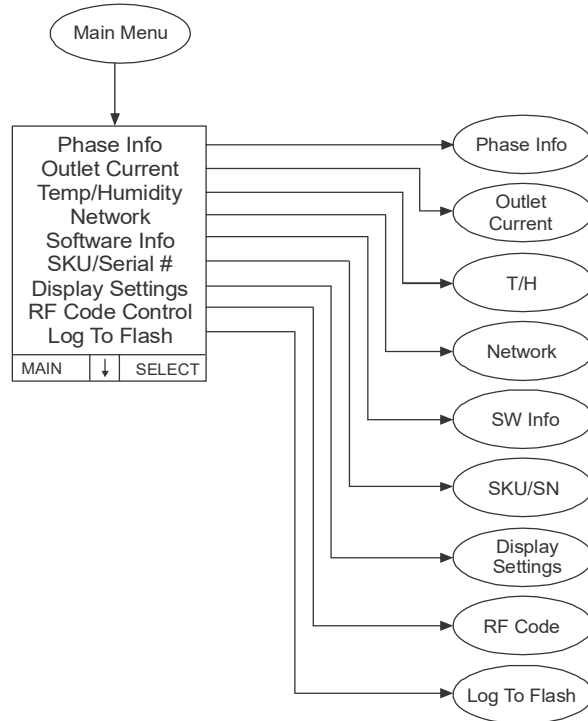 Main Menu
Phase Info
Outlet Current
Temp/Humidity
Network
Software Info
SKU/Serial #
Display Settings
RF Code Control
Log To Flash
MAIN ↓ SELECT
Phase Info
Outlet
Current
T/H
Network
SW Info
SKU/SN
Display
Settings
RF Code
Log To Flash